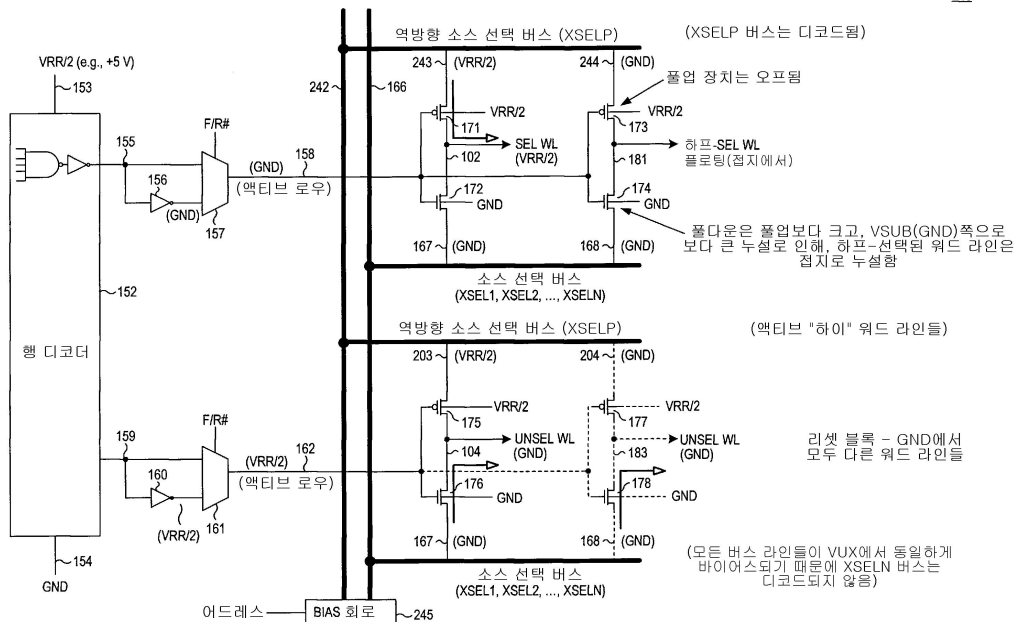 역방향 소스 선택 버스 (XSELP)
(XSELP 버스는 디코드됨)
VRR/2 (e.g., +5 V)
153
242
166
243
(VRR/2)
244
(GND)
풀업 장치는 오프됨
VRR/2
171
VRR/2
173
F/R#
155
156
(GND)
157
(GND)
158
(액티브 로우)
SEL WL
(VRR/2)
102
하프-SEL WL
플로팅(접지에서)
181
172
GND
174
GND
167
(GND)
168
(GND)
풀다운은 풀업보다 크고, VSUB(GND)쪽으로
보다 큰 누설로 인해, 하프-선택된 워드 라인은
접지로 누설함
소스 선택 버스
(XSEL1, XSEL2, ..., XSELN)
152
행 디코더
역방향 소스 선택 버스 (XSELP)
(액티브 "하이" 워드 라인들)
203
(VRR/2)
204
(GND)
VRR/2
175
VRR/2
177
F/R#
159
160
(VRR/2)
161
(VRR/2)
162
(액티브 로우)
UNSEL WL
(GND)
104
UNSEL WL
(GND)
183
리셋 블록 – GND에서
모두 다른 워드 라인들
176
GND
178
GND
167
(GND)
168
(GND)
(모든 버스 라인들이 VUX에서 동일하게
바이어스되기 때문에 XSELN 버스는
디코드되지 않음)
154
GND
소스 선택 버스
(XSEL1, XSEL2, ..., XSELN)
어드레스
BIAS 회로
245